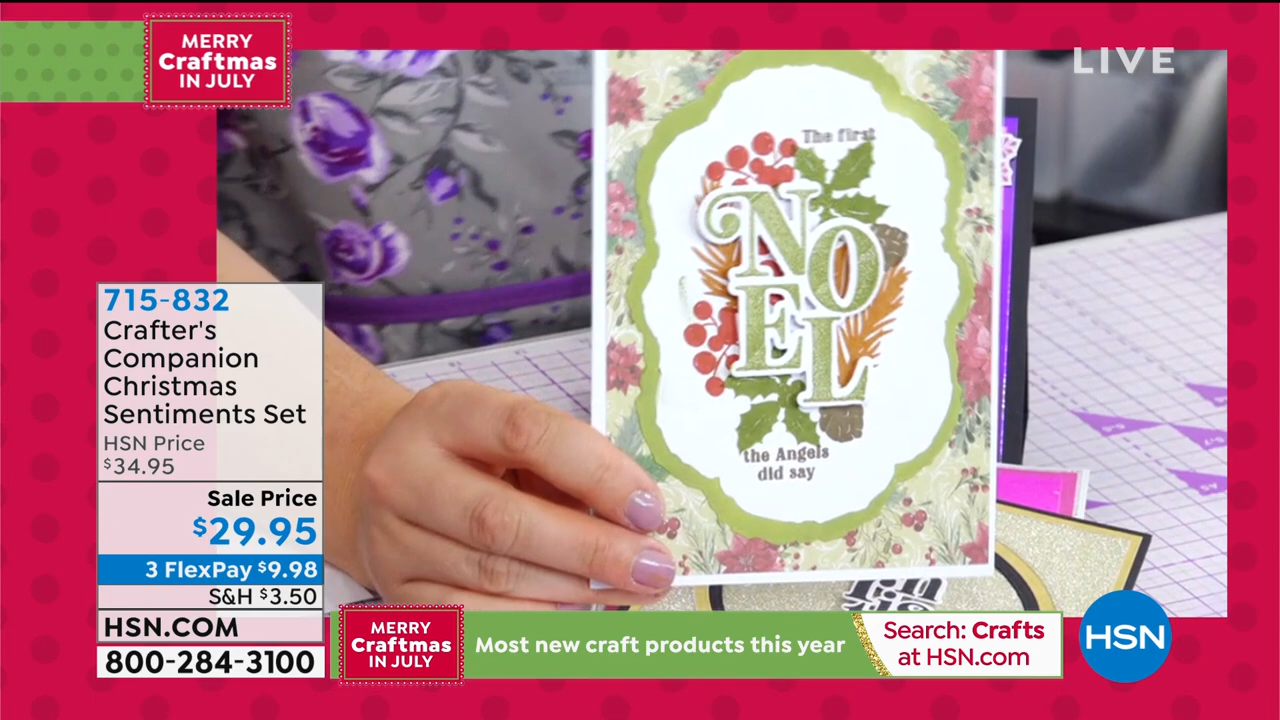 MERRY
Craftmas
IN JULY
LIVE
The first
NOEL
the Angels
did say
715-832
Crafter's
Companion
Christmas
Sentiments Set
HSN Price
$34.95
Sale Price
$29.95
3 FlexPay $9.98
S&H $3.50
HSN.COM
800-284-3100
MERRY
Craftmas
IN JULY
Most new craft products this year
Search: Crafts
at HSN.com
HSN